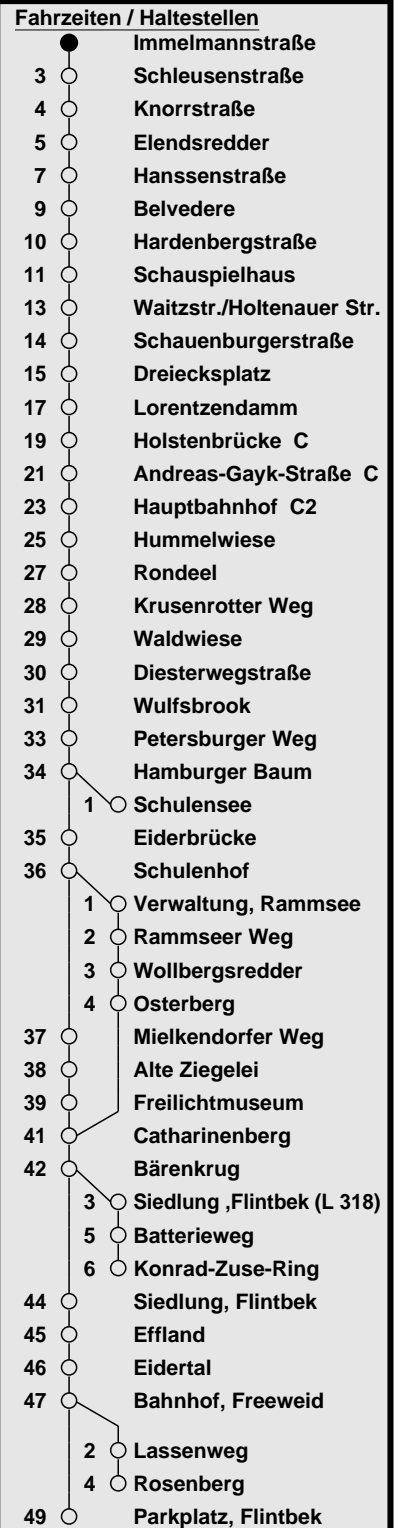 Fahrzeiten / Haltestellen
Immelmannstraße
3 Schleusenstraße
4 Knorrstraße
5 Elendsredder
7 Hanssenstraße
9 Belvedere
10 Hardenbergstraße
11 Schauspielhaus
13 Waitzstr./Holtenauer Str.
14 Schauenburgerstraße
15 Dreiecksplatz
17 Lorentzendamm
19 Holstenbrücke C
21 Andreas-Gayk-Straße C
23 Hauptbahnhof C2
25 Hummelwiese
27 Rondeel
28 Krusenrotter Weg
29 Waldwiese
30 Diesterwegstraße
31 Wulfsbrook
33 Petersburger Weg
34 Hamburger Baum
1 Schulensee
35 Eiderbrücke
36 Schulenhof
1 Verwaltung, Rammsee
2 Rammseer Weg
3 Wollbergsredder
4 Osterberg
37 Mielkendorfer Weg
38 Alte Ziegelei
39 Freilichtmuseum
41 Catharinenberg
42 Bärenkrug
3 Siedlung ,Flintbek (L 318)
5 Batterieweg
6 Konrad-Zuse-Ring
44 Siedlung, Flintbek
45 Effland
46 Eidertal
47 Bahnhof, Freeweid
2 Lassenweg
4 Rosenberg
49 Parkplatz, Flintbek